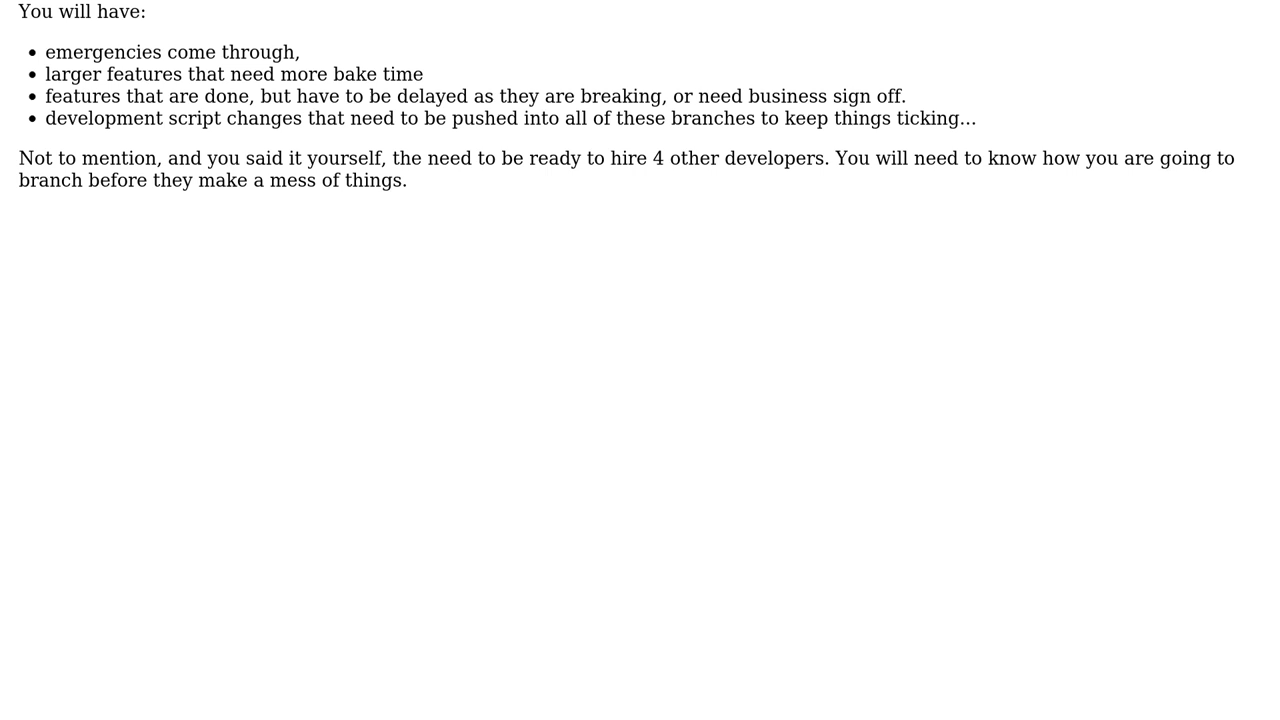 You will have:
• emergencies come through,
• larger features that need more bake time
• features that are done, but have to be delayed as they are breaking, or need business sign off.
• development script changes that need to be pushed into all of these branches to keep things ticking...
Not to mention, and you said it yourself, the need to be ready to hire 4 other developers. You will need to know how you are going to
branch before they make a mess of things.